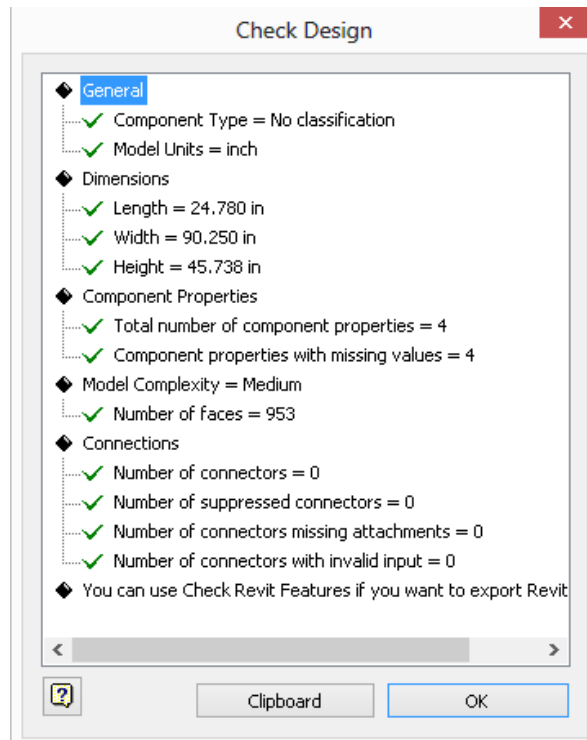 Check Design
General
Component Type = No classification
Model Units = inch
Dimensions
Length = 24.780 in
Width = 90.250 in
Height = 45.738 in
Component Properties
Total number of component properties = 4
Component properties with missing values = 4
Model Complexity = Medium
Number of faces = 953
Connections
Number of connectors = 0
Number of suppressed connectors = 0
Number of connectors missing attachments = 0
Number of connectors with invalid input = 0
You can use Check Revit Features if you want to export Revit
Clipboard
OK